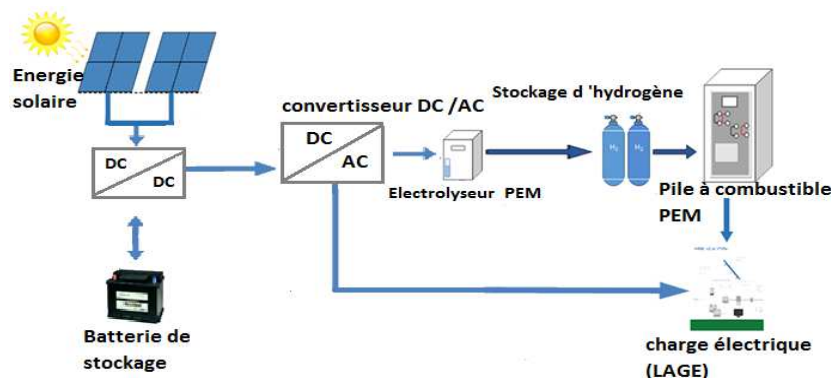 Energie
solaire
DC
DC
convertisseur DC /AC
DC
AC
Electrolyseur PEM
Stockage d 'hydrogène
H₂
H₂
Pile à combustible
PEM
Batterie de
stockage
charge électrique
(LAGE)